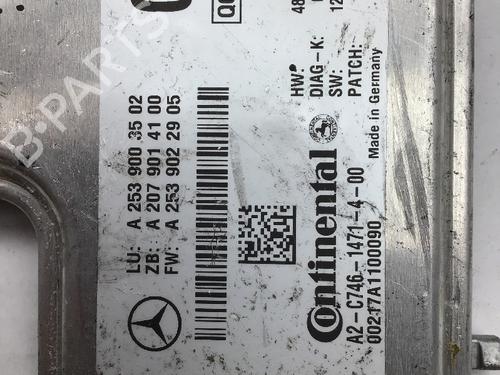 LU: A 253 900 35 02
ZB: A 207 901 41 00
FW: A 253 902 29 05
HW:
DIAG-K:
SW:
PATCH:
Made in Germany
Continental
A2-C746-1471-4-00
00217A1100090
B-PARTS